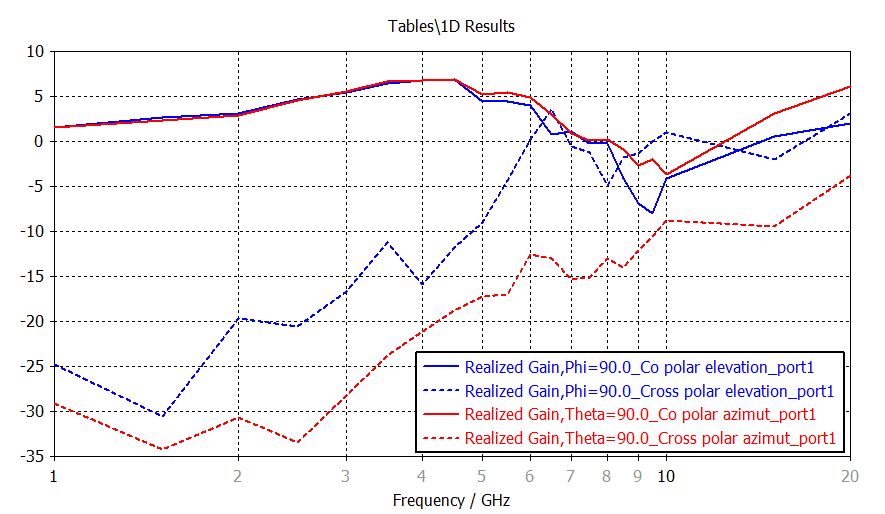 Tables\1D Results
10
5
0
-5
-10
-15
-20
-25
-30
-35
Realized Gain,Phi=90.0_Co polar elevation_port1
Realized Gain,Phi=90.0_Cross polar elevation_port1
Realized Gain,Theta=90.0_Co polar azimut_port1
Realized Gain,Theta=90.0_Cross polar azimut_port1
1 2 3 4 5 6 7 8 9 10 20
Frequency / GHz